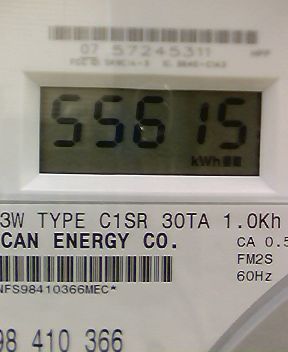 07 57245311
55615
kWh
3W TYPE C1SR 30TA 1.0Kh
CAN ENERGY CO.
CA 0.5
FM2S
60Hz
NFS98410366MEC*
98 410 366